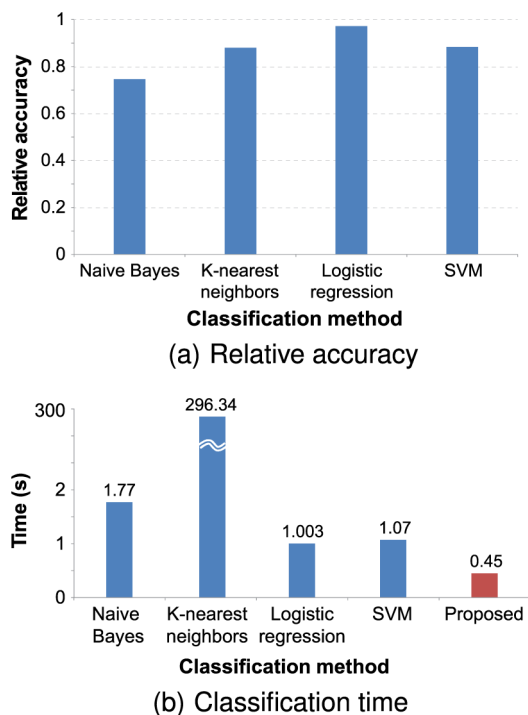 1
0.8
0.6
0.4
0.2
0
Relative accuracy
Naive Bayes K-nearest neighbors Logistic regression SVM
Classification method
(a) Relative accuracy
300
2
1
0
Time (s)
1.77
296.34
1.003
1.07
0.45
Naive Bayes K-nearest neighbors Logistic regression SVM Proposed
Classification method
(b) Classification time